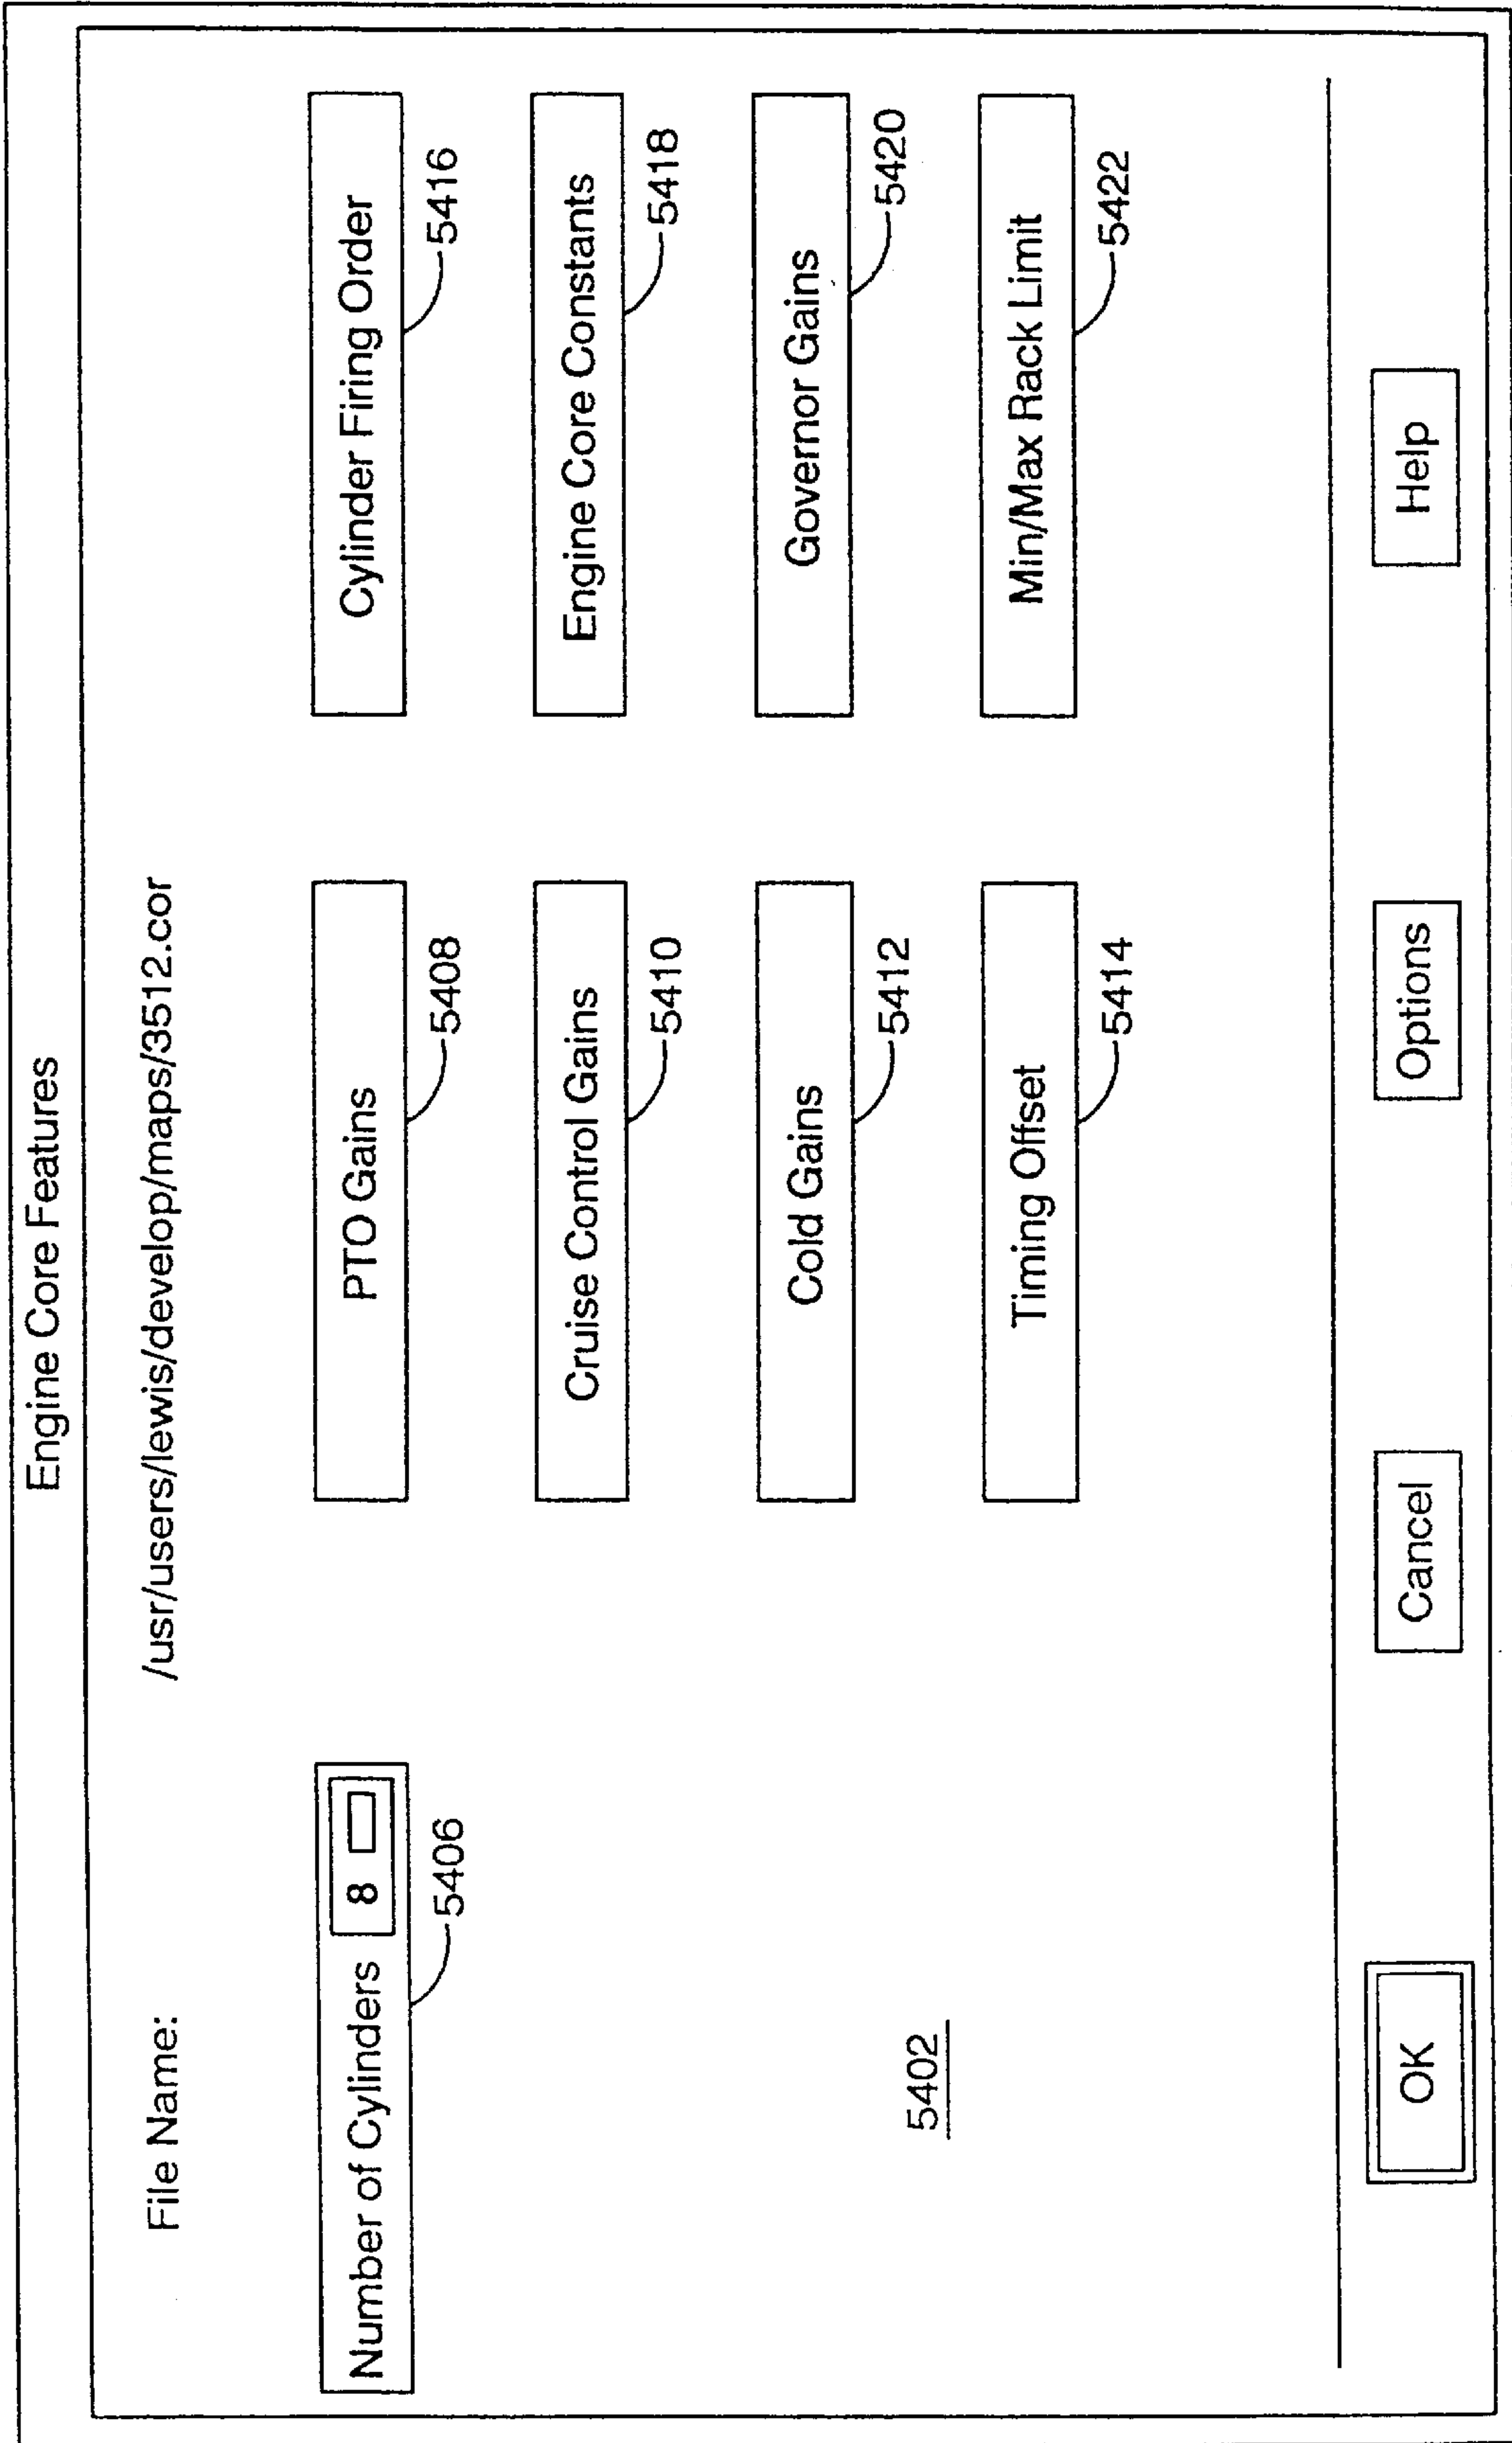 Engine Core Features
File Name: /usr/users/lewis/develop/maps/3512.cor
Number of Cylinders 8
5406
PTO Gains
5408
Cylinder Firing Order
5416
Cruise Control Gains
5410
Engine Core Constants
5418
Cold Gains
5412
Governor Gains
5420
5402
Timing Offset
5414
Min/Max Rack Limit
5422
OK
Cancel
Options
Help